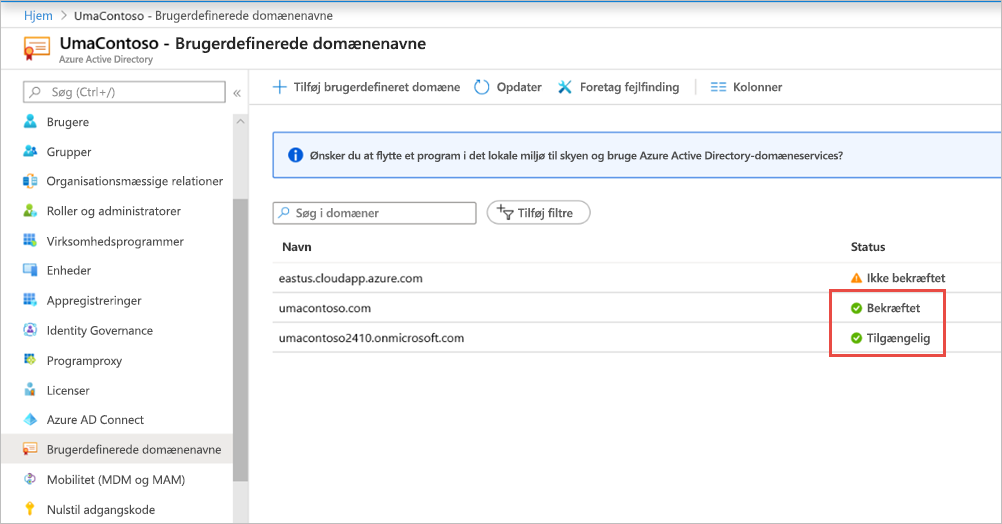 Hjem > UmaContoso - Brugerdefinerede domænenavne
UmaContoso - Brugerdefinerede domænenavne
Azure Active Directory
Søg (Ctrl+/)
«
Brugere
Grupper
Organisationsmæssige relationer
Roller og administratorer
Virksomhedsprogrammer
Enheder
Appregistreringer
Identity Governance
Programproxy
Licenser
Azure AD Connect
Brugerdefinerede domænenavne
Mobilitet (MDM og MAM)
Nulstil adgangskode
Tilføj brugerdefineret domæne Opdater Foretag fejlfinding Kolonner
Ønsker du at flytte et program i det lokale miljø til skyen og bruge Azure Active Directory-domæneservices?
Søg i domæner Tilføj filtre
Navn Status
eastus.cloudapp.azure.com Ikke bekræftet
umacontoso.com Bekræftet
umacontoso2410.onmicrosoft.com Tilgængelig